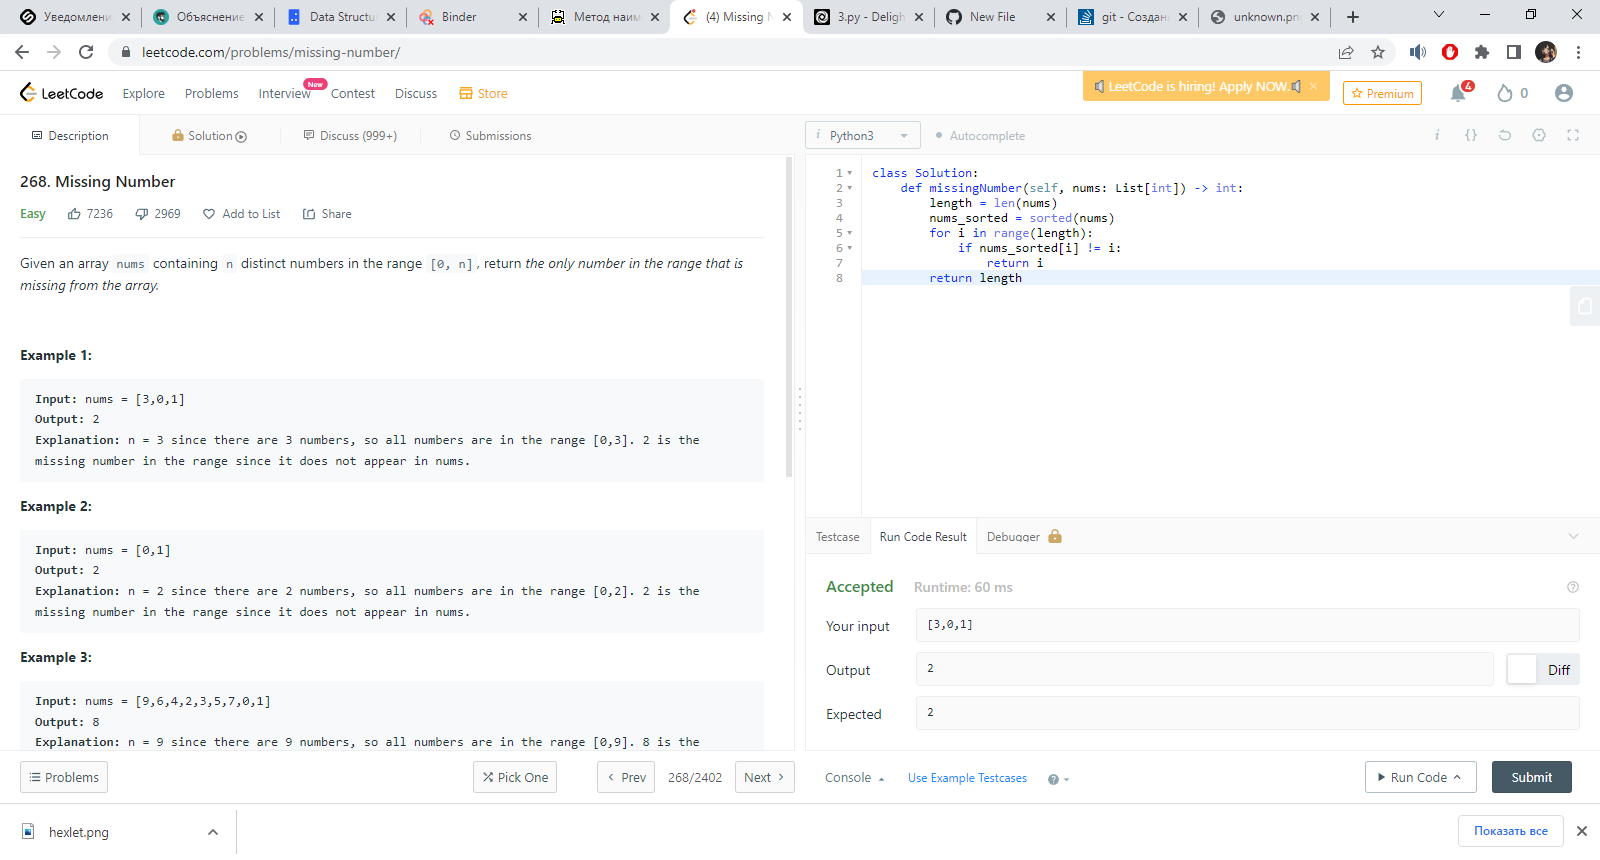 Уведомлени
Объяснение
Data Structu
Binder
Метод наим
(4) Missing N
3.py - Deligh
New File
git - Создан
unknown.pn
leetcode.com/problems/missing-number/
LeetCode
Explore
Problems
Interview
New
Contest
Discuss
Store
LeetCode is hiring! Apply NOW.
Premium
4
0
Description
Solution
Discuss (999+)
Submissions
i Python3
Autocomplete
i
{}
268. Missing Number
Easy
7236
2969
Add to List
Share
Given an array nums containing n distinct numbers in the range [0, n], return the only number in the range that is
missing from the array.
Example 1:
Input: nums = [3,0,1]
Output: 2
Explanation: n = 3 since there are 3 numbers, so all numbers are in the range [0,3]. 2 is the
missing number in the range since it does not appear in nums.
Example 2:
Input: nums = [0,1]
Output: 2
Explanation: n = 2 since there are 2 numbers, so all numbers are in the range [0,2]. 2 is the
missing number in the range since it does not appear in nums.
Example 3:
Input: nums = [9,6,4,2,3,5,7,0,1]
Output: 8
Explanation: n = 9 since there are 9 numbers, so all numbers are in the range [0,9]. 8 is the
1 class Solution:
2 def missingNumber(self, nums: List[int]) -> int:
3 length = len(nums)
4 nums_sorted = sorted(nums)
5 for i in range(length):
6 if nums_sorted[i] != i:
7 return i
8 return length
Testcase
Run Code Result
Debugger
Accepted
Runtime: 60 ms
Your input
[3,0,1]
Output
2
Diff
Expected
2
Problems
Pick One
Prev
268/2402
Next
Console
Use Example Testcases
Run Code
Submit
hexlet.png
Показать все